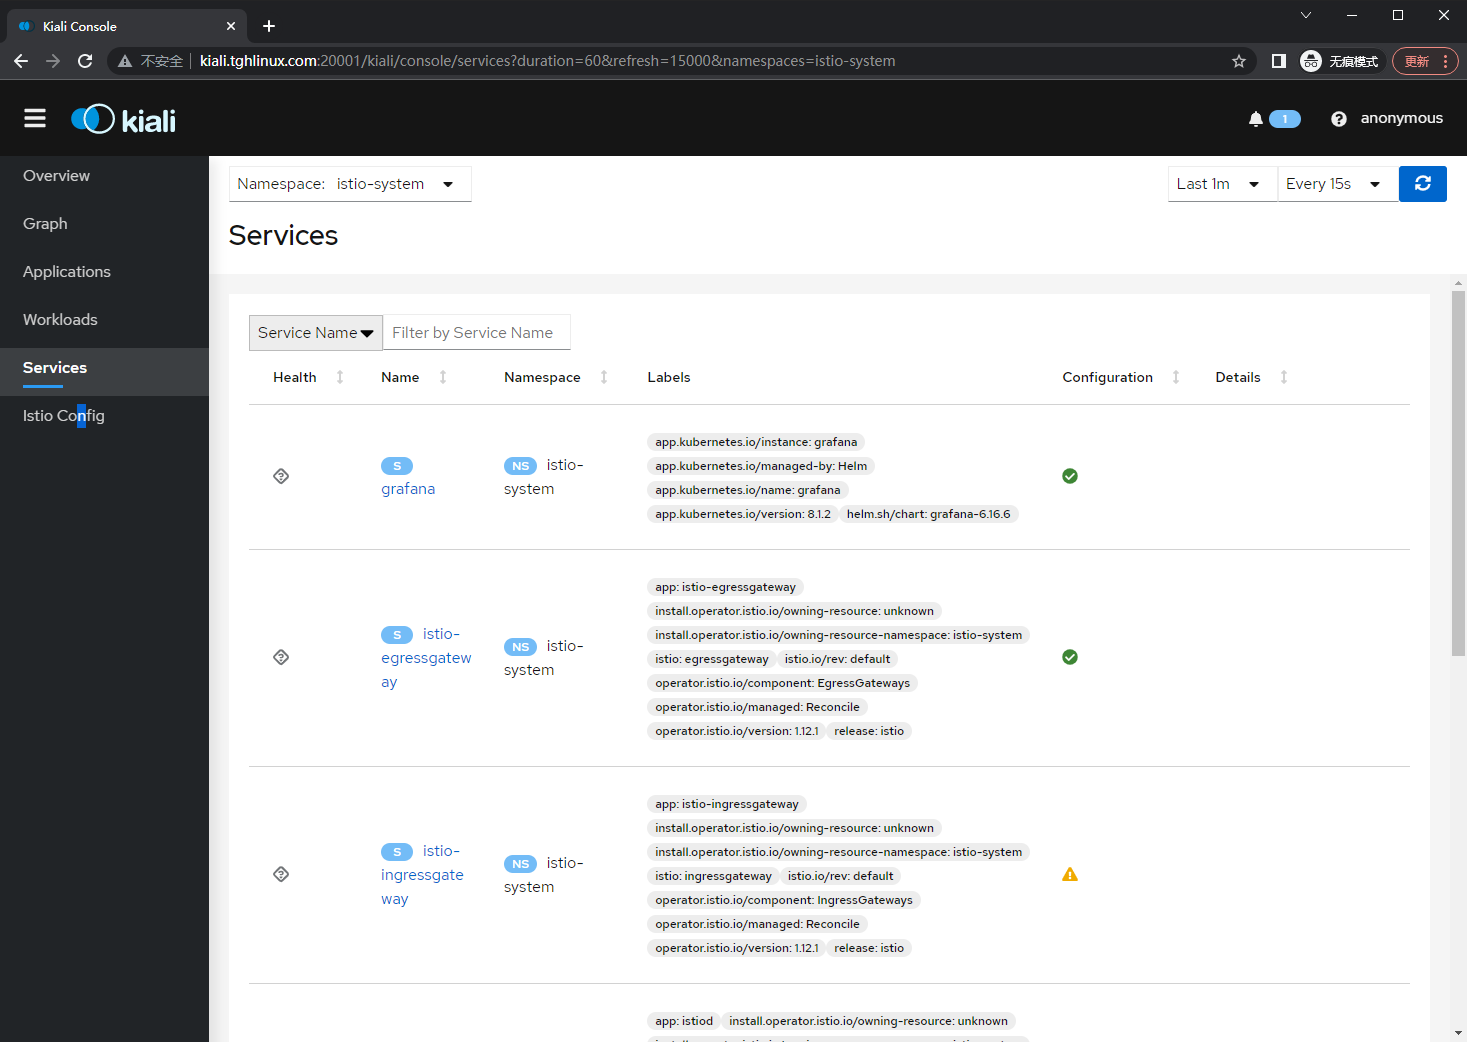 Kiali Console
不安全 kiali.tghlinux.com:20001/kiali/console/services?duration=60&refresh=15000&namespaces=istio-system 无痕模式 更新
kiali 1 anonymous
Overview
Graph
Applications
Workloads
Services
Istio Config
Namespace: istio-system Last 1m Every 15s
Services
Service Name Filter by Service Name
Health Name Namespace Labels Configuration Details
S grafana
NS istio-system
app.kubernetes.io/instance: grafana
app.kubernetes.io/managed-by: Helm
app.kubernetes.io/name: grafana
app.kubernetes.io/version: 8.1.2 helm.sh/chart: grafana-6.16.6
S istio-
egressgatew
ay
NS istio-
system
app: istio-egressgateway
install.operator.istio.io/owning-resource: unknown
install.operator.istio.io/owning-resource-namespace: istio-system
istio: egressgateway istio.io/rev: default
operator.istio.io/component: EgressGateways
operator.istio.io/managed: Reconcile
operator.istio.io/version: 1.12.1 release: istio
S istio-
ingressgate
way
NS istio-
system
app: istio-ingressgateway
install.operator.istio.io/owning-resource: unknown
install.operator.istio.io/owning-resource-namespace: istio-system
istio: ingressgateway istio.io/rev: default
operator.istio.io/component: IngressGateways
operator.istio.io/managed: Reconcile
operator.istio.io/version: 1.12.1 release: istio
app: istiod install.operator.istio.io/owning-resource: unknown